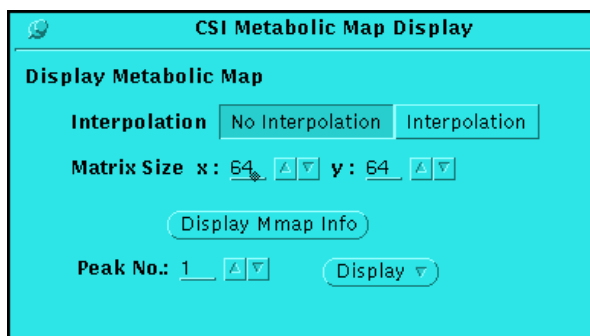 CSI Metabolic Map Display
Display Metabolic Map
Interpolation No Interpolation Interpolation
Matrix Size x: 64 y: 64
Display Mmap Info
Peak No.: 1 Display